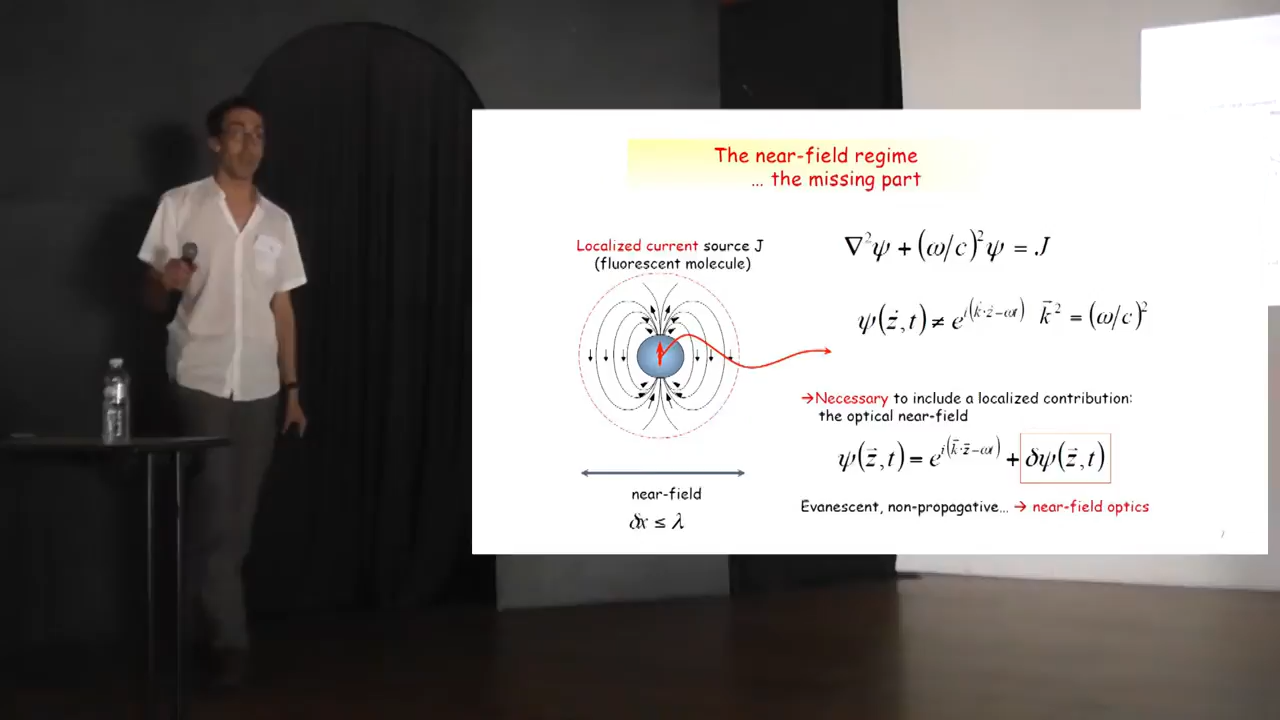 The near-field regime
... the missing part
Localized current source J
(fluorescent molecule)
∇²ψ + (ω/c)²ψ = J
ψ(ż,t) ≠ e^{i(k·ż−ωt)} k̄² = (ω/c)²
→Necessary to include a localized contribution:
the optical near-field
ψ(z⃗,t) = e^{i(k̄·z̄−ωt)} + δψ(z⃗,t)
near-field
δx ≤ λ
Evanescent, non-propagative... → near-field optics